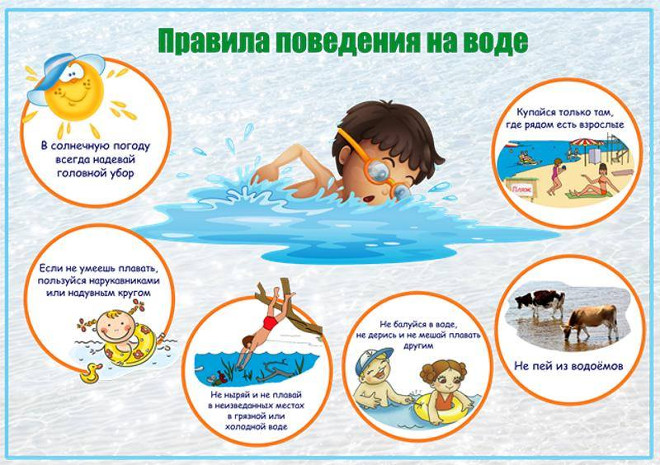 Правила поведения на воде
В солнечную погоду
всегда надевай
головной убор
Купайся только там,
где рядом есть взрослые
Пляж
Если не умеешь плавать,
пользуйся нарукавниками
или надувным кругом
Не ныряй и не плавай
в неизведанных местах
в грязной или
холодной воде
Не балуйся в воде,
не дерись и не мешай плавать
другим
Не пей из водоёмов